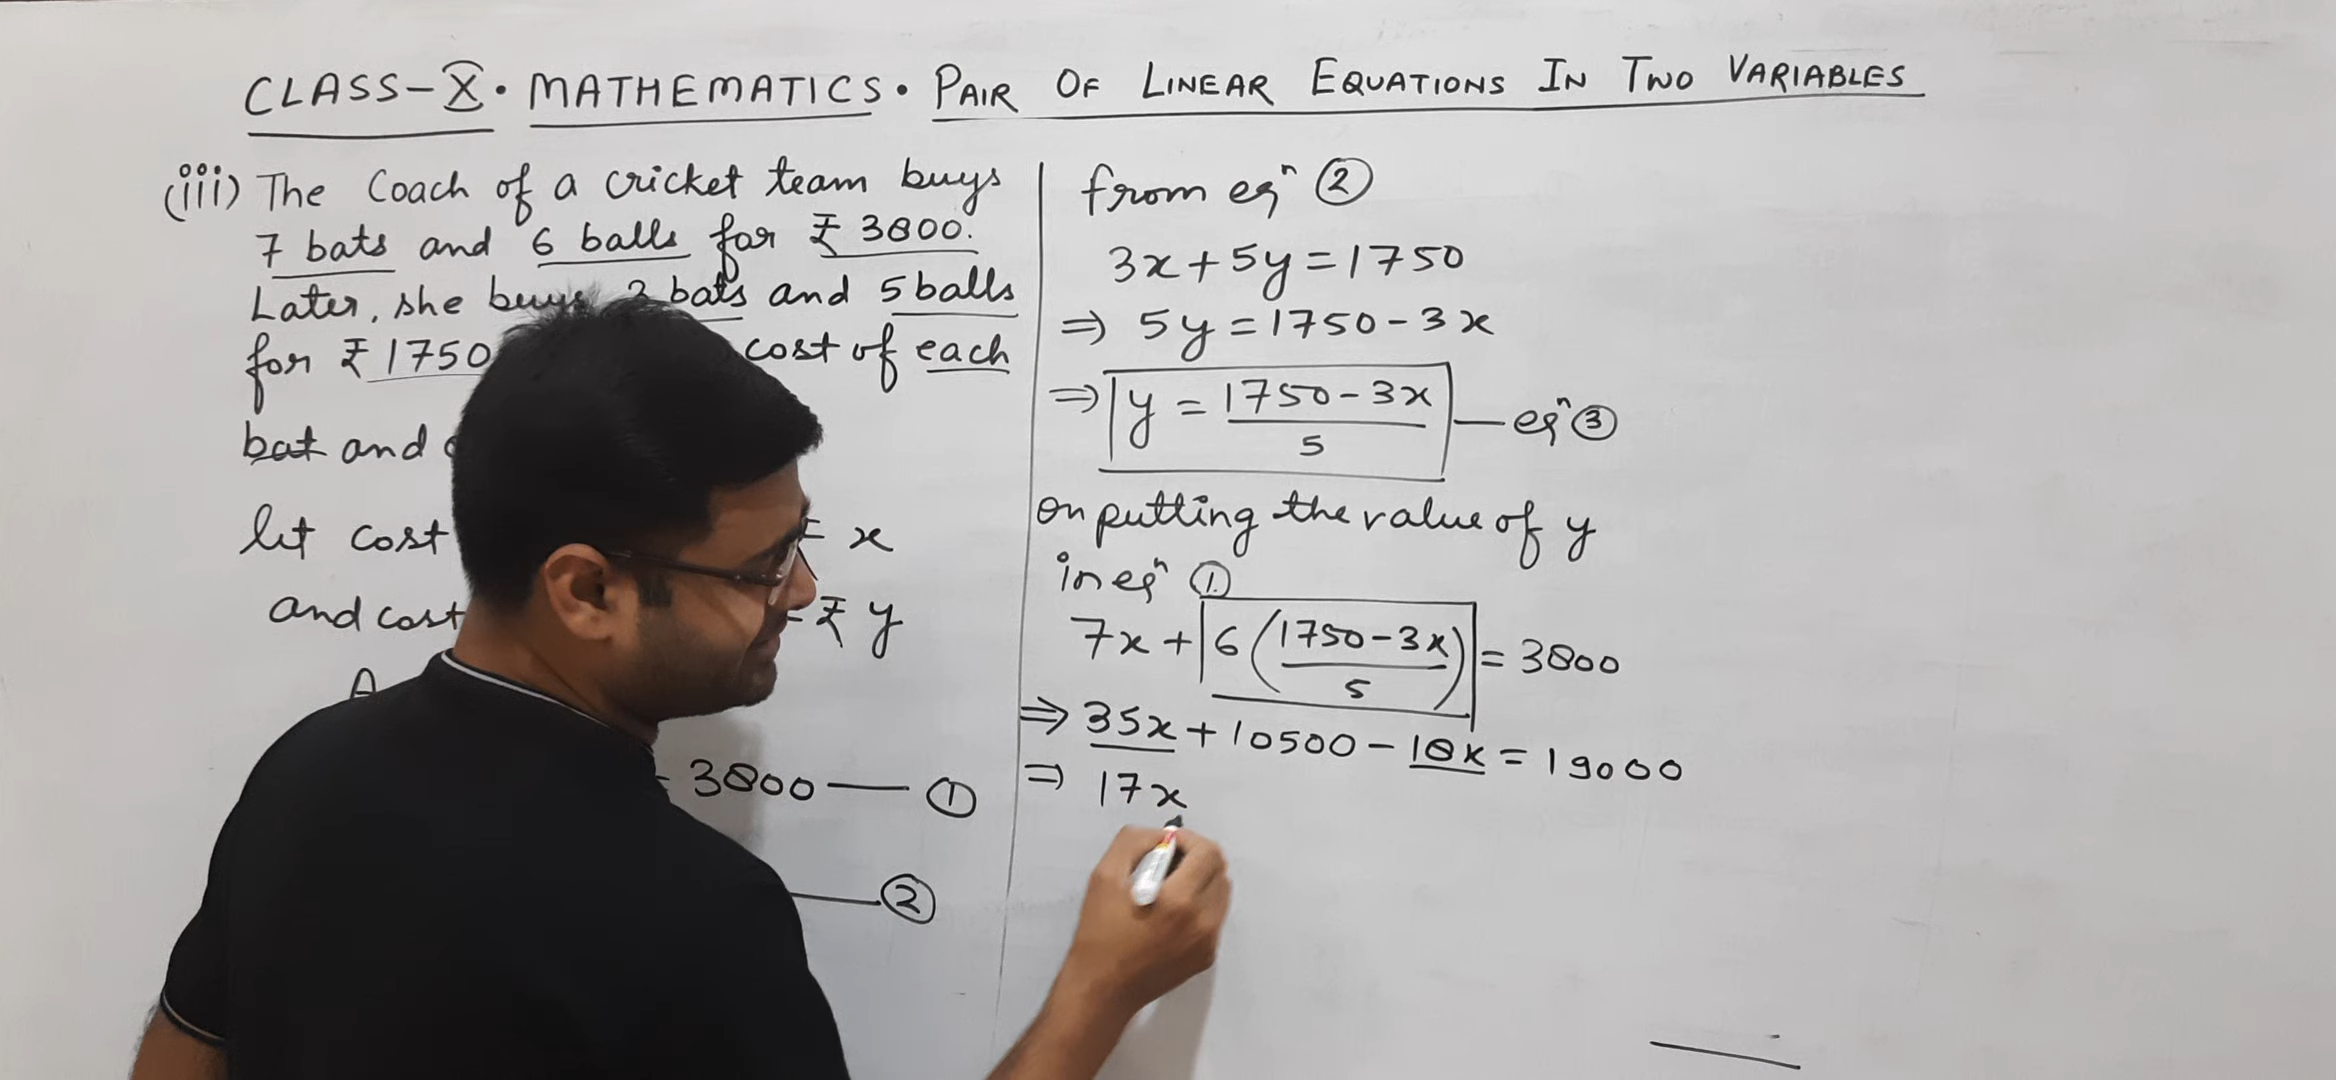 CLASS-X • MATHEMATICS • PAIR OF LINEAR EQUATIONS IN TWO VARIABLES
(iii) The Coach of a cricket team buys
7 bats and 6 balls for ₹ 3800.
Later, she buys 3 bats and 5 balls
for ₹ 1750 cost of each
bat and
let cost = x
and cost = ₹ y
A
= 3800 — ①
— ②
from eqⁿ ②
3x + 5y = 1750
⇒ 5y = 1750 - 3x
⇒ y = (1750 - 3x)/5 — eqⁿ ③
on putting the value of y
in eqⁿ ①
7x + 6((1750 - 3x)/5) = 3800
⇒ 35x + 10500 - 18x = 19000
⇒ 17x